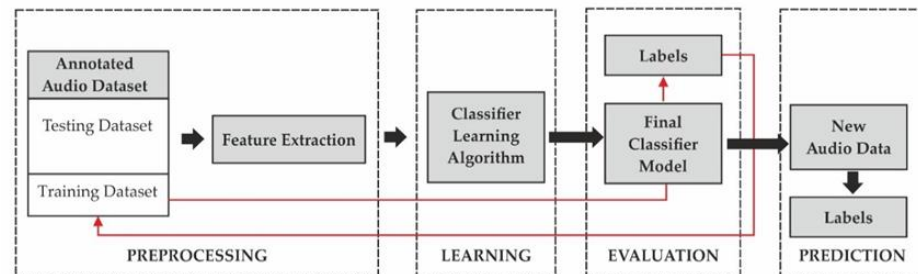 Annotated
Audio Dataset
Testing Dataset
Training Dataset
Feature Extraction
PREPROCESSING
Classifier
Learning
Algorithm
LEARNING
Labels
Final
Classifier
Model
EVALUATION
New
Audio Data
Labels
PREDICTION